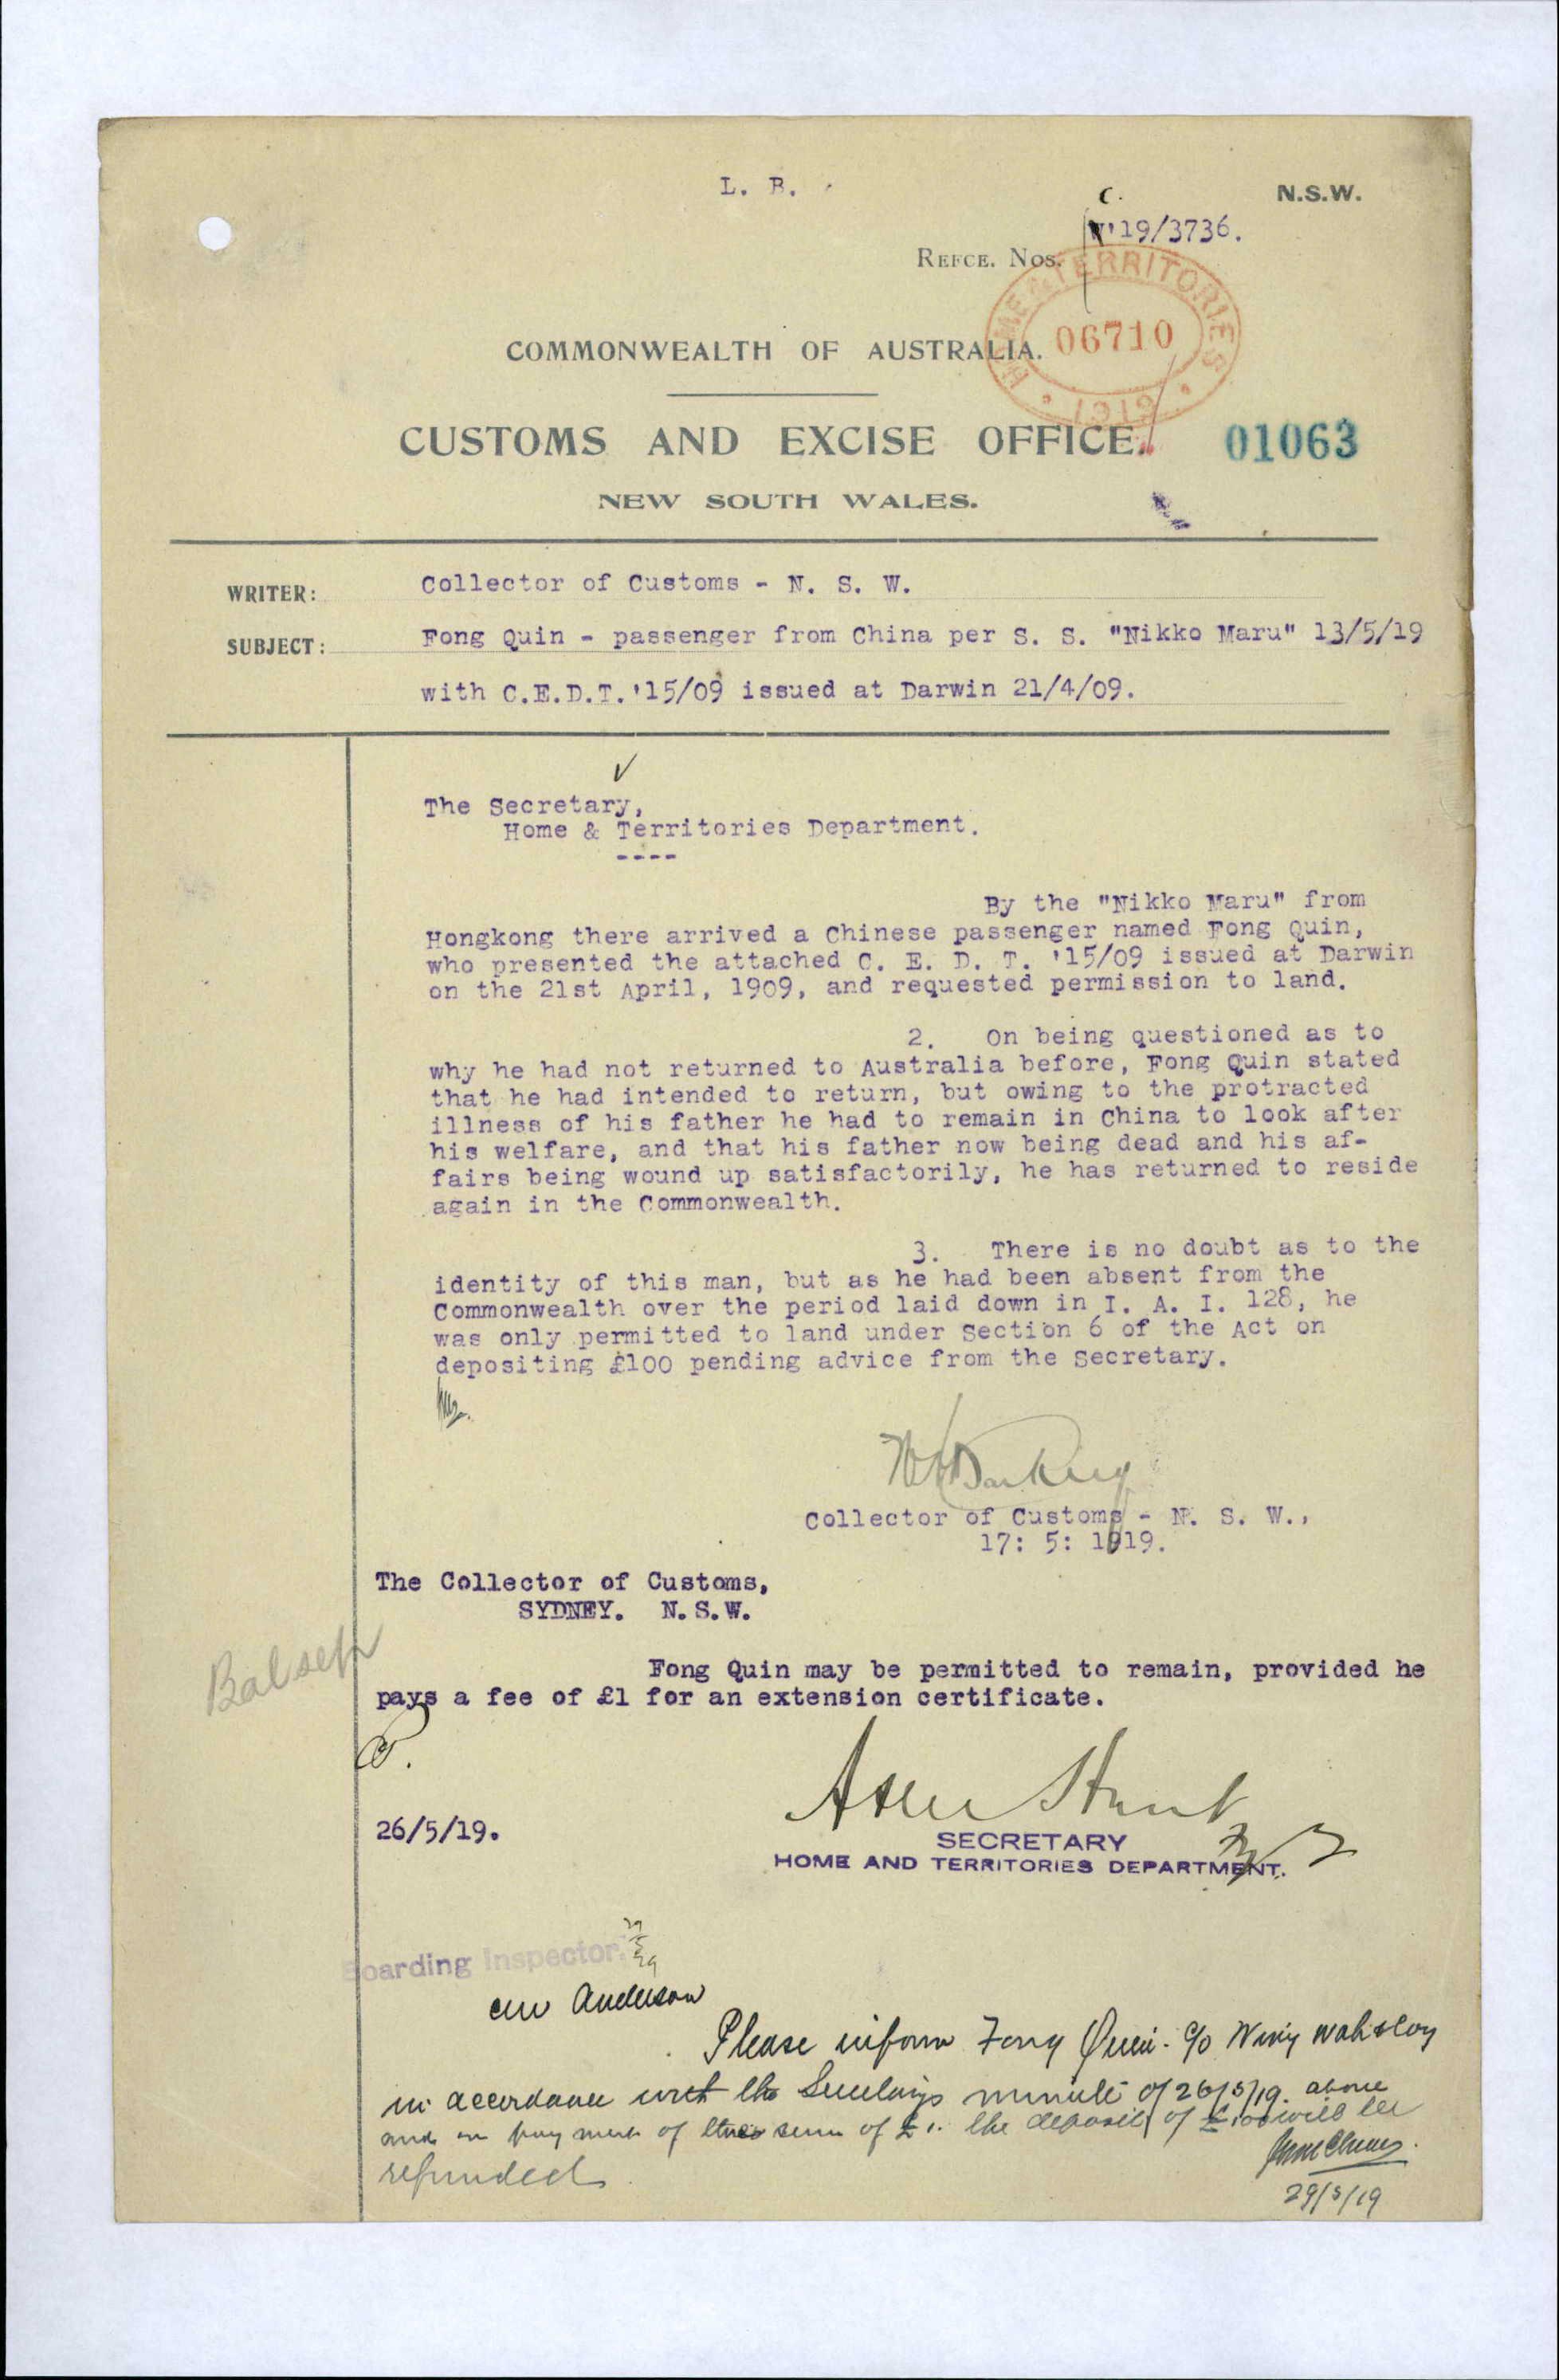 L. B.
N.S.W.
C.
'19/3736.
REFCE. NOS.
HOME & TERRITORIES
06710
1919
COMMONWEALTH OF AUSTRALIA.
CUSTOMS AND EXCISE OFFICE.
01063
NEW SOUTH WALES.
WRITER: Collector of Customs - N. S. W.
SUBJECT: Fong Quin - passenger from China per S. S. "Nikko Maru" 13/5/19
with C.E.D.T.'15/09 issued at Darwin 21/4/09.
The Secretary,
Home & Territories Department.
----
By the "Nikko Maru" from
Hongkong there arrived a Chinese passenger named Fong Quin,
who presented the attached C. E. D. T. '15/09 issued at Darwin
on the 21st April, 1909, and requested permission to land.
2. On being questioned as to
why he had not returned to Australia before, Fong Quin stated
that he had intended to return, but owing to the protracted
illness of his father he had to remain in China to look after
his welfare, and that his father now being dead and his af-
fairs being wound up satisfactorily, he has returned to reside
again in the Commonwealth.
3. There is no doubt as to the
identity of this man, but as he had been absent from the
Commonwealth over the period laid down in I. A. I. 128, he
was only permitted to land under Section 6 of the Act on
depositing £100 pending advice from the Secretary.
Collector of Customs - N. S. W.,
17: 5: 1919.
The Collector of Customs,
SYDNEY. N.S.W.
Fong Quin may be permitted to remain, provided he
pays a fee of £1 for an extension certificate.
Atlee Hunt
26/5/19.
SECRETARY
HOME AND TERRITORIES DEPARTMENT.
Boarding Inspector.
Anderson
Please inform Fong Quin. c/o Wing Wah & Coy
in accordance with the Secretarys minute of 26/5/19. above
and on payment of the sum of £1. the deposit of £100 will be
refunded
29/5/19